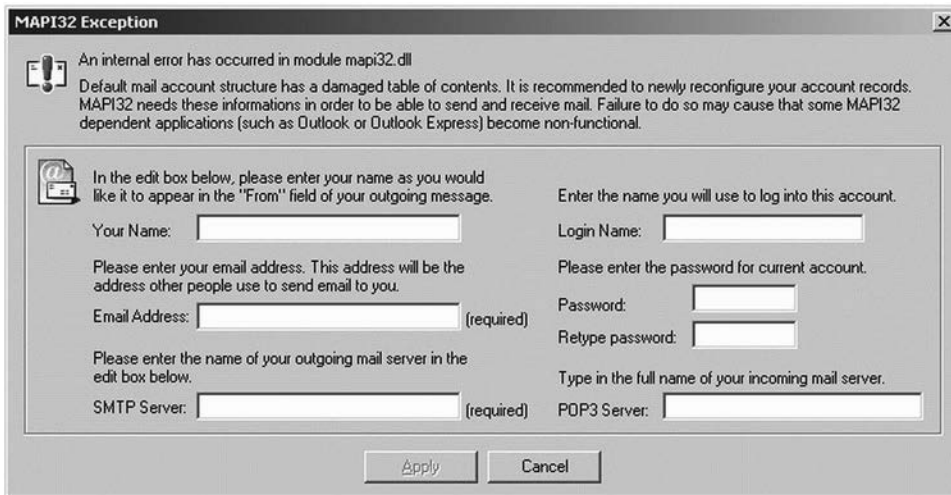 MAPI32 Exception
An internal error has occurred in module mapi32.dll
Default mail account structure has a damaged table of contents. It is recommended to newly reconfigure your account records.
MAPI32 needs these informations in order to be able to send and receive mail. Failure to do so may cause that some MAPI32
dependent applications (such as Outlook or Outlook Express) become non-functional.
In the edit box below, please enter your name as you would
like it to appear in the "From" field of your outgoing message.
Your Name:
Please enter your email address. This address will be the
address other people use to send email to you.
Email Address: (required)
Please enter the name of your outgoing mail server in the
edit box below.
SMTP Server: (required)
Enter the name you will use to log into this account.
Login Name:
Please enter the password for current account.
Password:
Retype password:
Type in the full name of your incoming mail server.
POP3 Server:
Apply
Cancel